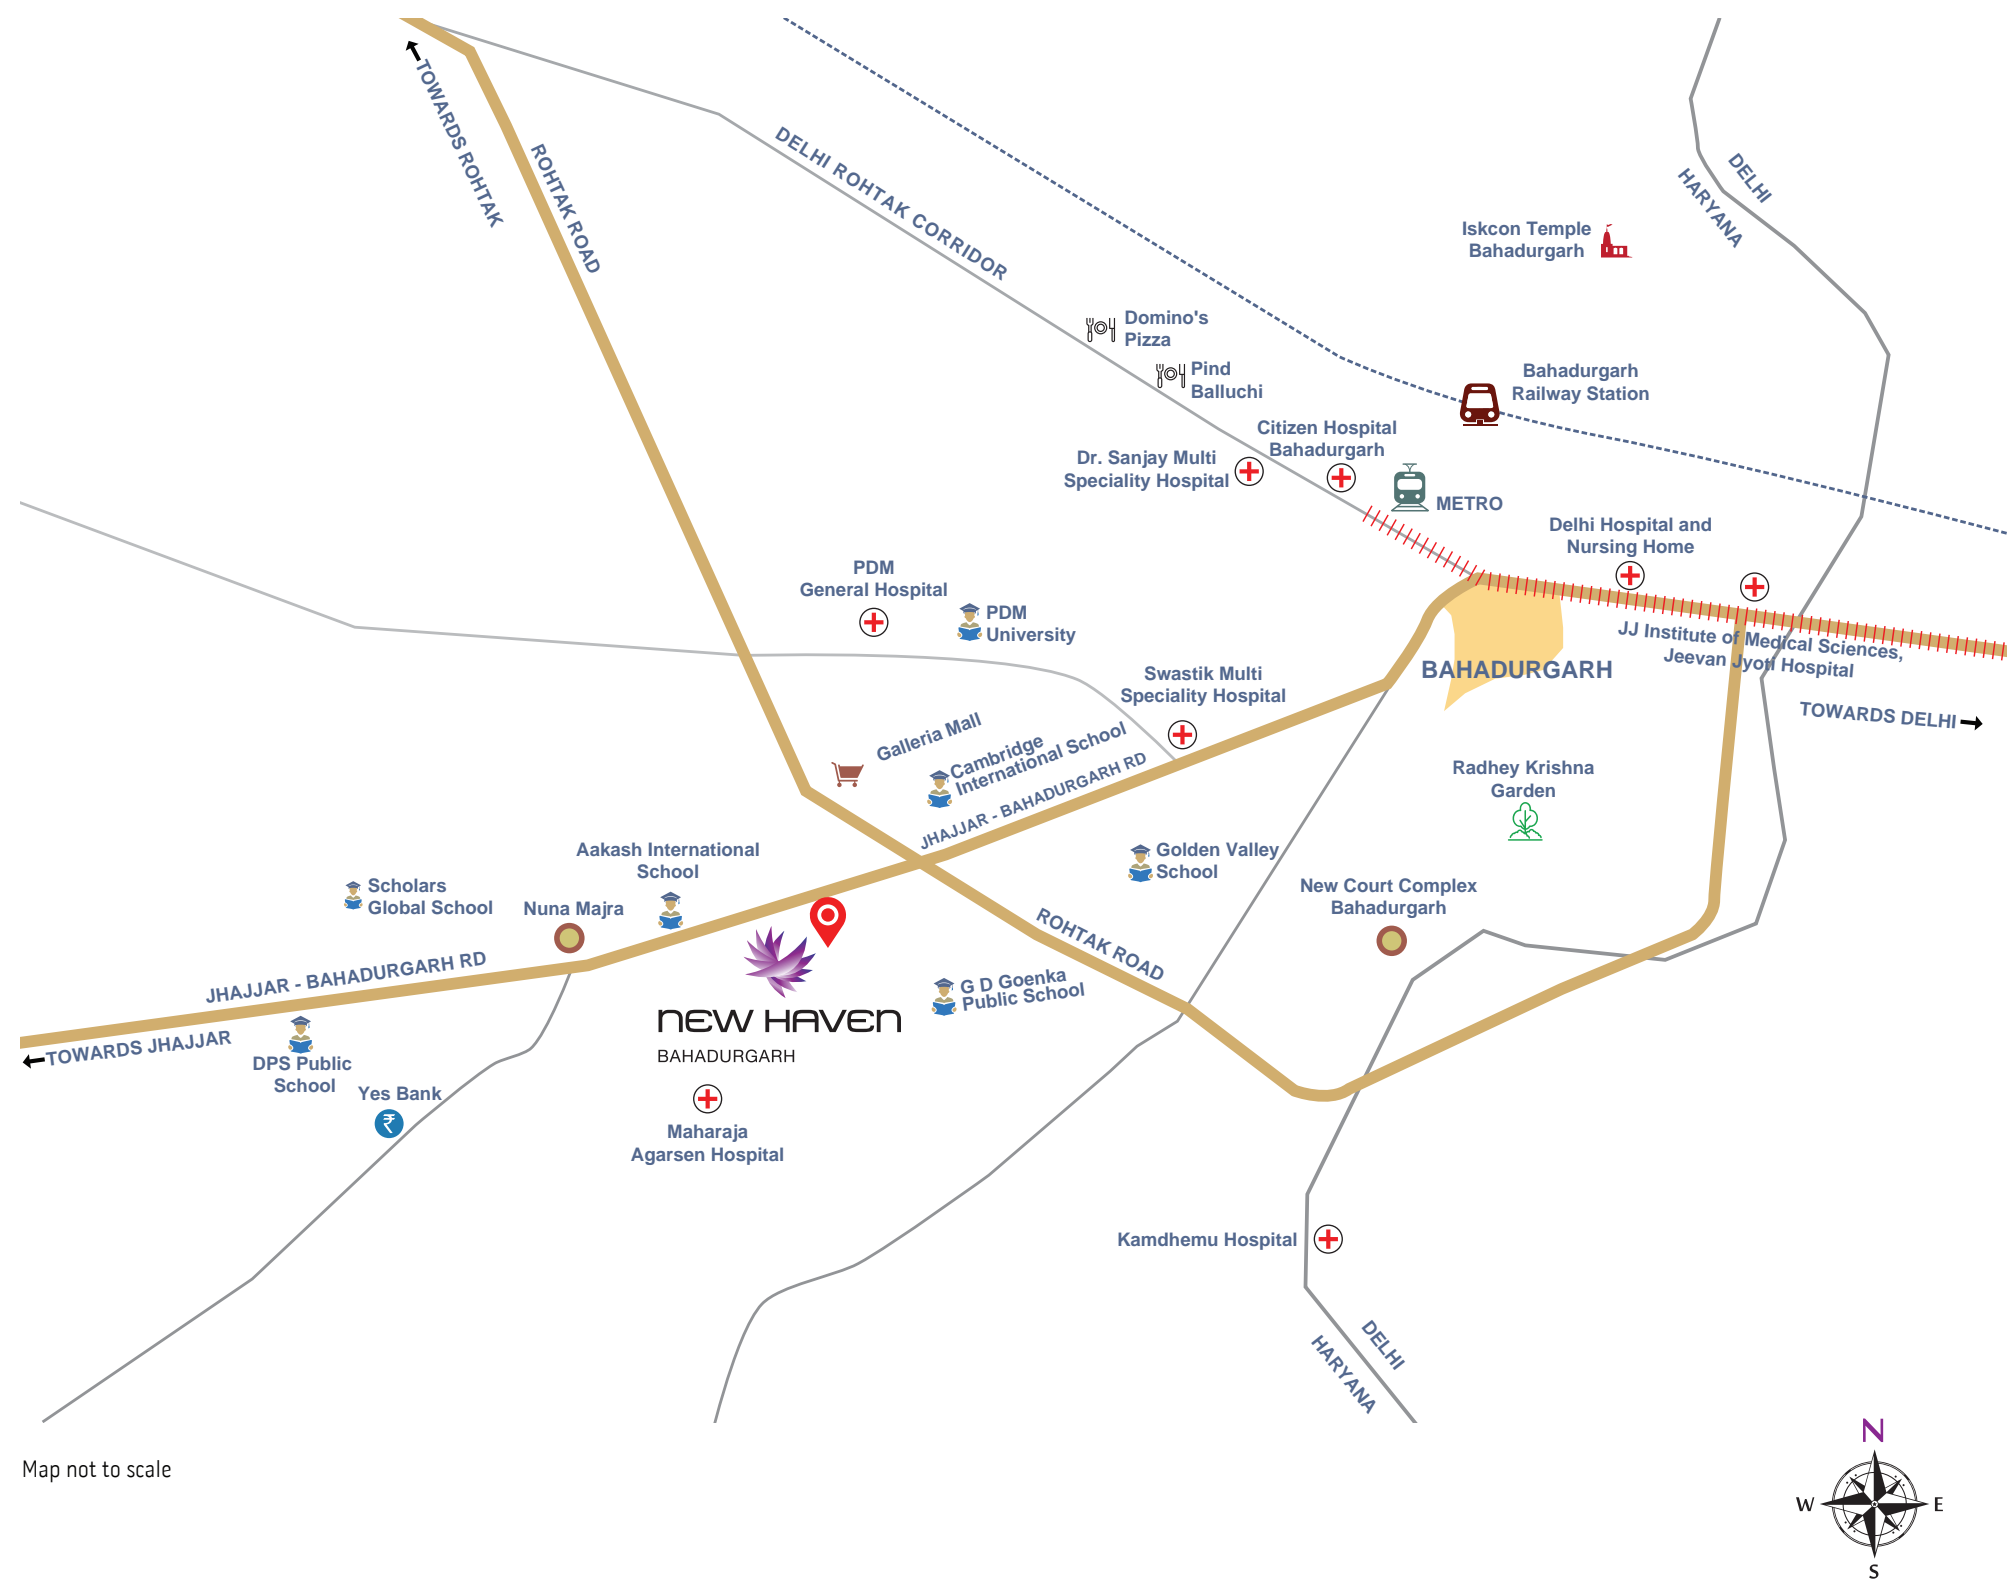 TOWARDS ROHTAK
ROHTAK ROAD
DELHI ROHTAK CORRIDOR
DELHI
HARYANA
Iskcon Temple
Bahadurgarh
Domino's
Pizza
Pind
Balluchi
Bahadurgarh
Railway Station
Citizen Hospital
Bahadurgarh
Dr. Sanjay Multi
Speciality Hospital
METRO
Delhi Hospital and
Nursing Home
PDM
General Hospital
PDM
University
JJ Institute of Medical Sciences,
Jeevan Jyoti Hospital
BAHADURGARH
Swastik Multi
Speciality Hospital
TOWARDS DELHI
Galleria Mall
Cambridge
International School
JHAJJAR - BAHADURGARH RD
Radhey Krishna
Garden
Aakash International
School
Golden Valley
School
Scholars
Global School
Nuna Majra
New Court Complex
Bahadurgarh
ROHTAK ROAD
JHAJJAR - BAHADURGARH RD
G D Goenka
Public School
NEW HAVEN
BAHADURGARH
TOWARDS JHAJJAR
DPS Public
School
Yes Bank
₹
Maharaja
Agarsen Hospital
Kamdhemu Hospital
DELHI
HARYANA
Map not to scale
N
W
E
S